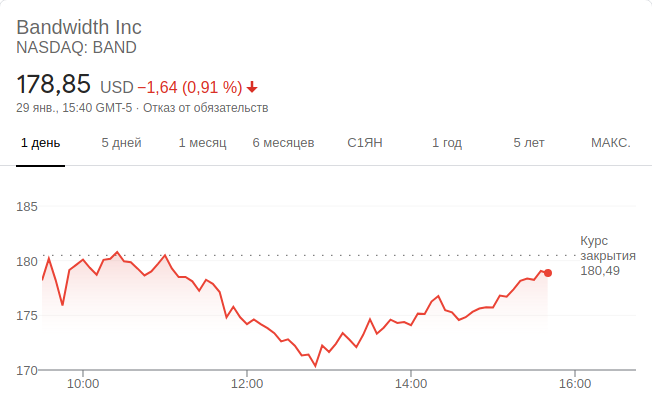 Bandwidth Inc
NASDAQ: BAND
178,85 USD −1,64 (0,91 %)
29 янв., 15:40 GMT-5 · Отказ от обязательств
1 день 5 дней 1 месяц 6 месяцев С1ЯН 1 год 5 лет МАКС.
185
180
175
170
Курс
закрытия
180,49
10:00 12:00 14:00 16:00